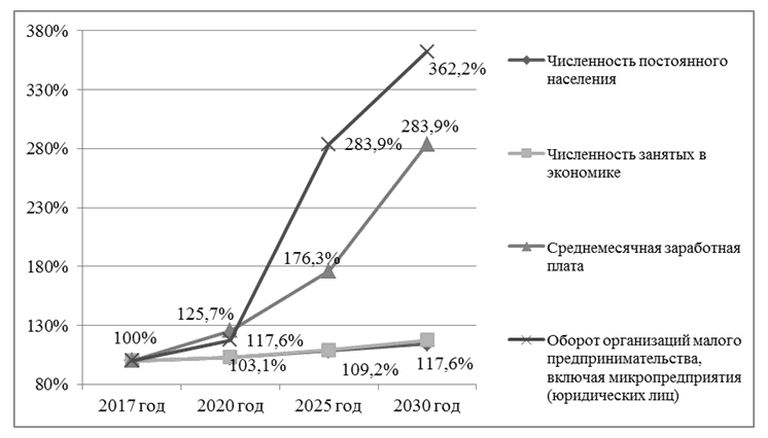 380%
330%
280%
230%
180%
130%
80%
100%
125,7%
117,6%
103,1%
176,3%
283,9%
109,2%
362,2%
283,9%
117,6%
2017 год
2020 год
2025 год
2030 год
Численность постоянного
населения
Численность занятых в
экономике
Среднемесячная заработная
плата
Оборот организаций малого
предпринимательства,
включая микропредприятия
(юридических лиц)